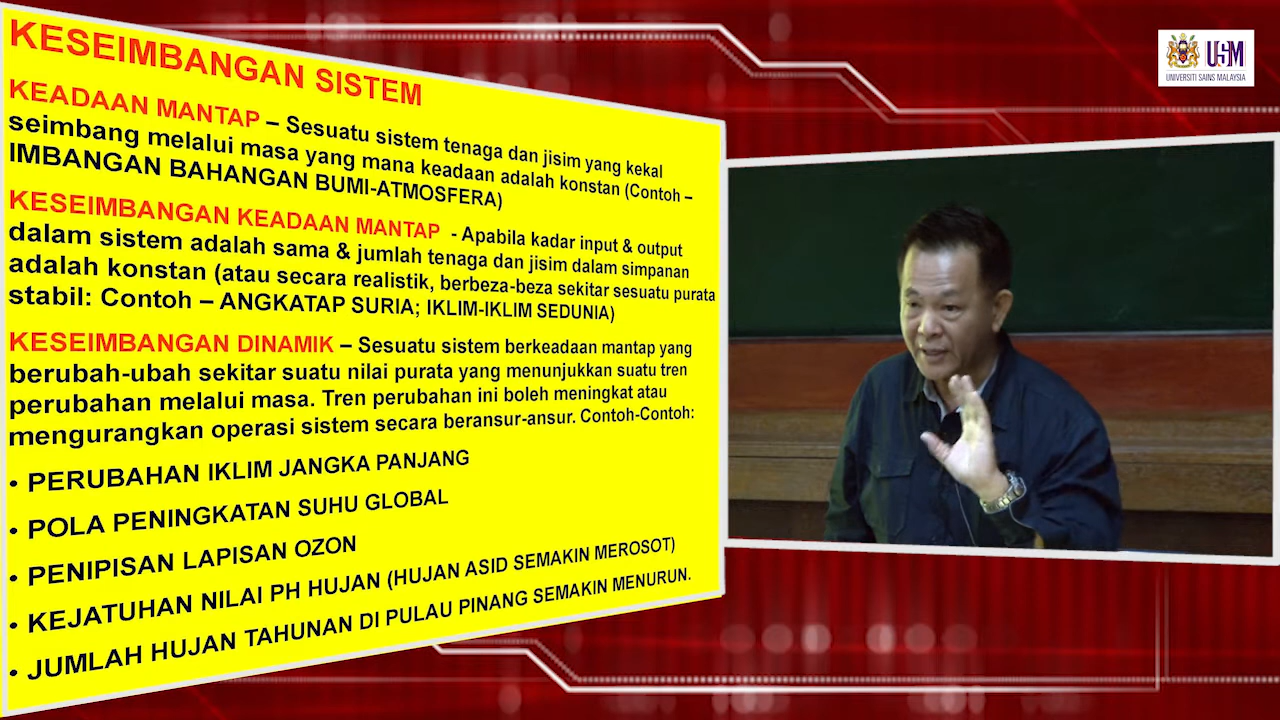 KESEIMBANGAN SISTEM
KEADAAN MANTAP – Sesuatu sistem tenaga dan jisim yang kekal
seimbang melalui masa yang mana keadaan adalah konstan (Contoh –
IMBANGAN BAHANGAN BUMI-ATMOSFERA)
KESEIMBANGAN KEADAAN MANTAP - Apabila kadar input & output
dalam sistem adalah sama & jumlah tenaga dan jisim dalam simpanan
adalah konstan (atau secara realistik, berbeza-beza sekitar sesuatu purata
stabil: Contoh – ANGKATAP SURIA; IKLIM-IKLIM SEDUNIA)
KESEIMBANGAN DINAMIK – Sesuatu sistem berkeadaan mantap yang
berubah-ubah sekitar suatu nilai purata yang menunjukkan suatu tren
perubahan melalui masa. Tren perubahan ini boleh meningkat atau
mengurangkan operasi sistem secara beransur-ansur. Contoh-Contoh:
• PERUBAHAN IKLIM JANGKA PANJANG
• POLA PENINGKATAN SUHU GLOBAL
• PENIPISAN LAPISAN OZON
• KEJATUHAN NILAI PH HUJAN (HUJAN ASID SEMAKIN MEROSOT)
• JUMLAH HUJAN TAHUNAN DI PULAU PINANG SEMAKIN MENURUN.
USM
UNIVERSITI SAINS MALAYSIA